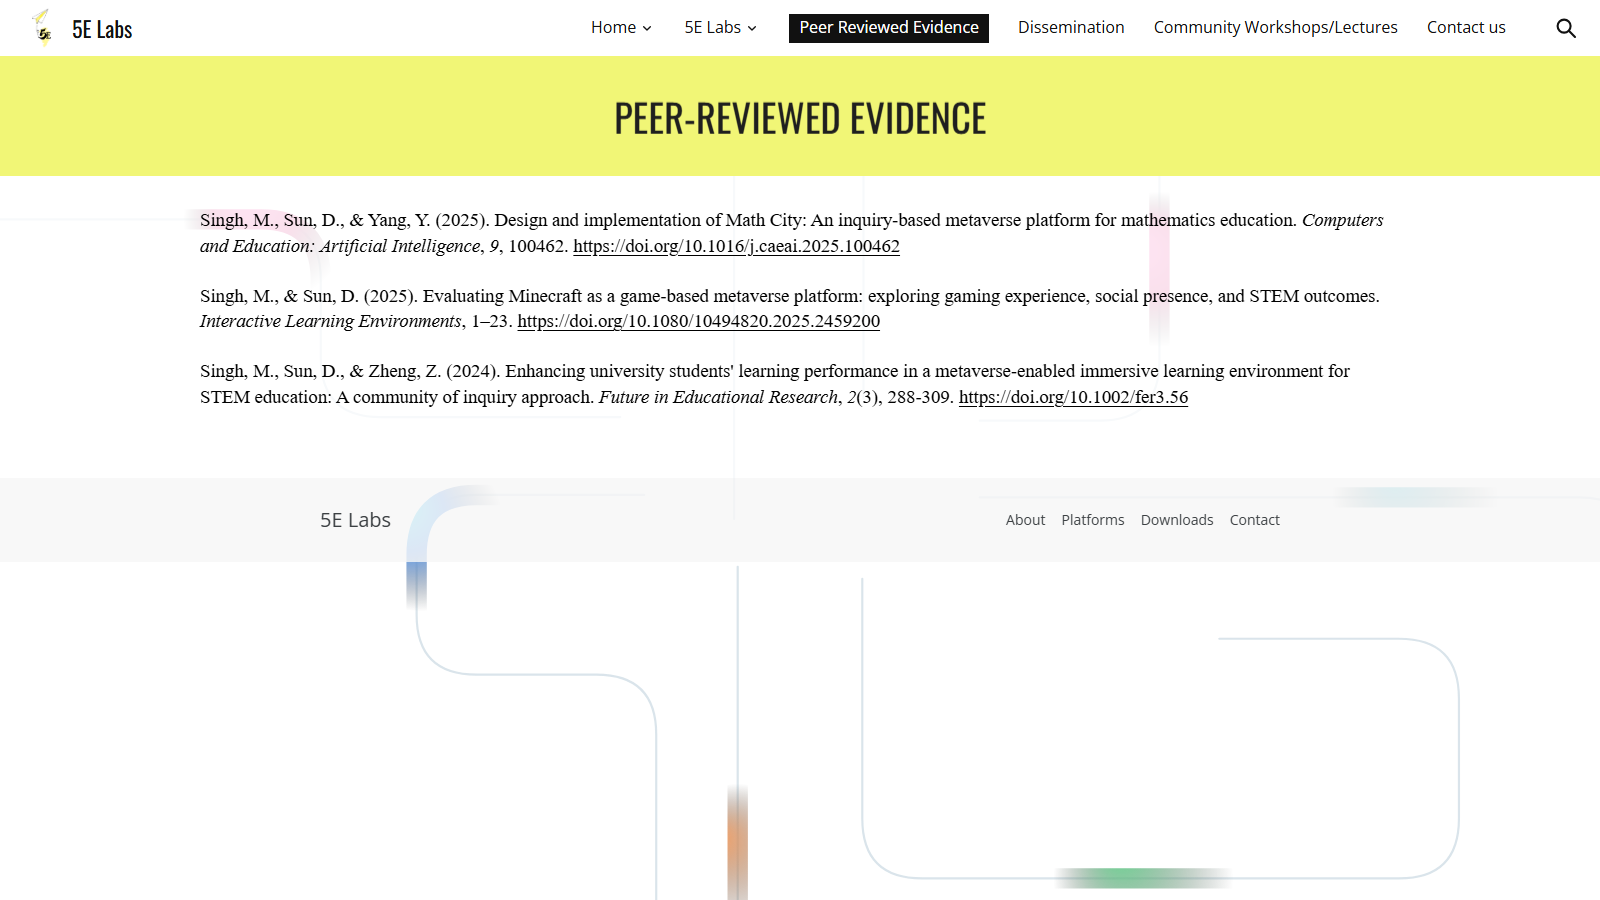 5E
5E Labs
Home
5E Labs
Peer Reviewed Evidence
Dissemination
Community Workshops/Lectures
Contact us
PEER-REVIEWED EVIDENCE
Singh, M., Sun, D., & Yang, Y. (2025). Design and implementation of Math City: An inquiry-based metaverse platform for mathematics education. Computers
and Education: Artificial Intelligence, 9, 100462. https://doi.org/10.1016/j.caeai.2025.100462
Singh, M., & Sun, D. (2025). Evaluating Minecraft as a game-based metaverse platform: exploring gaming experience, social presence, and STEM outcomes.
Interactive Learning Environments, 1–23. https://doi.org/10.1080/10494820.2025.2459200
Singh, M., Sun, D., & Zheng, Z. (2024). Enhancing university students' learning performance in a metaverse-enabled immersive learning environment for
STEM education: A community of inquiry approach. Future in Educational Research, 2(3), 288-309. https://doi.org/10.1002/fer3.56
5E Labs
About
Platforms
Downloads
Contact